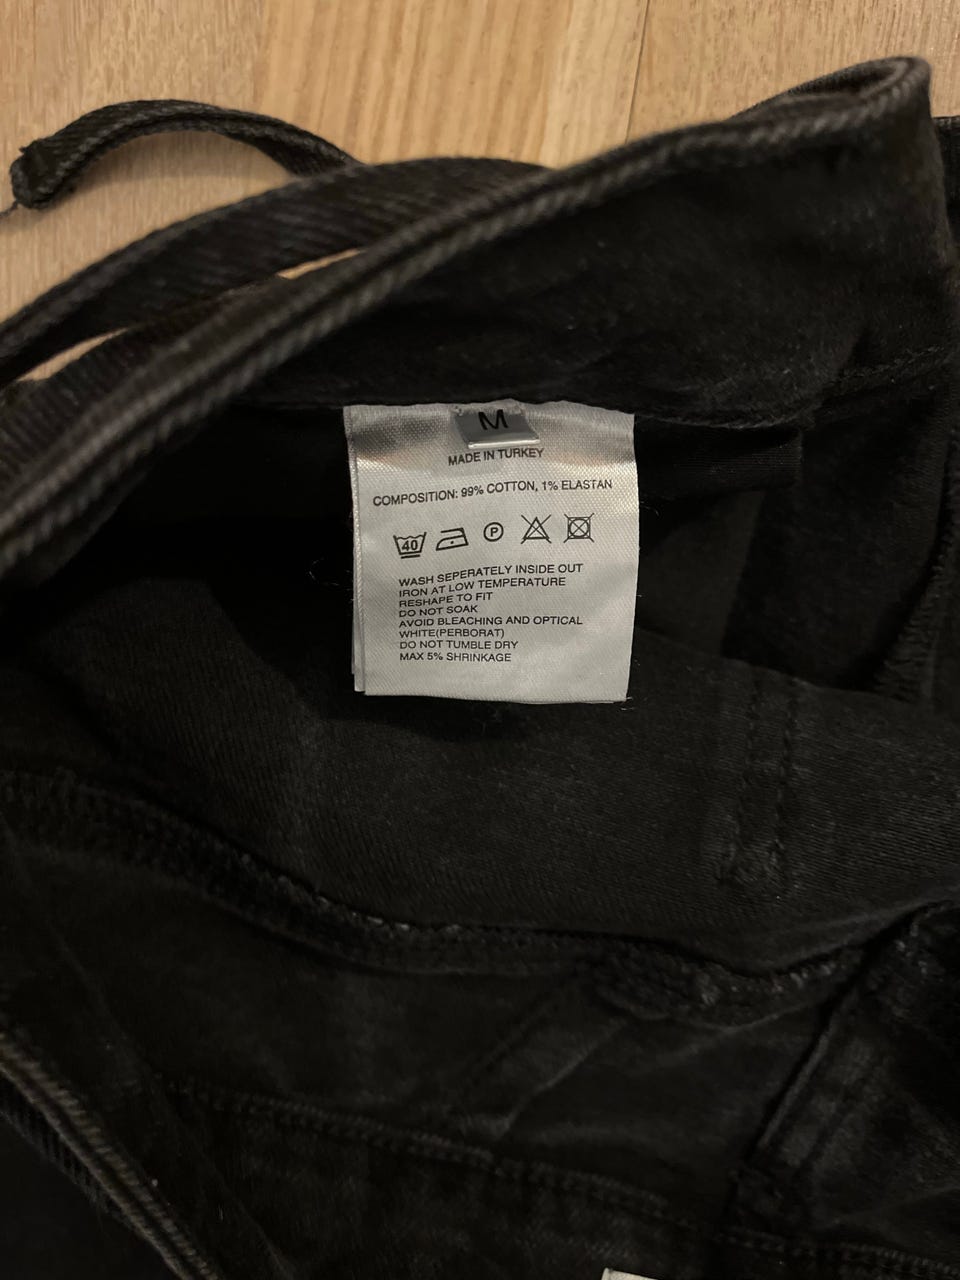 M
MADE IN TURKEY
COMPOSITION: 99% COTTON, 1% ELASTAN
40 P
WASH SEPERATELY INSIDE OUT
IRON AT LOW TEMPERATURE
RESHAPE TO FIT
DO NOT SOAK
AVOID BLEACHING AND OPTICAL
WHITE(PERBORAT)
DO NOT TUMBLE DRY
MAX 5% SHRINKAGE